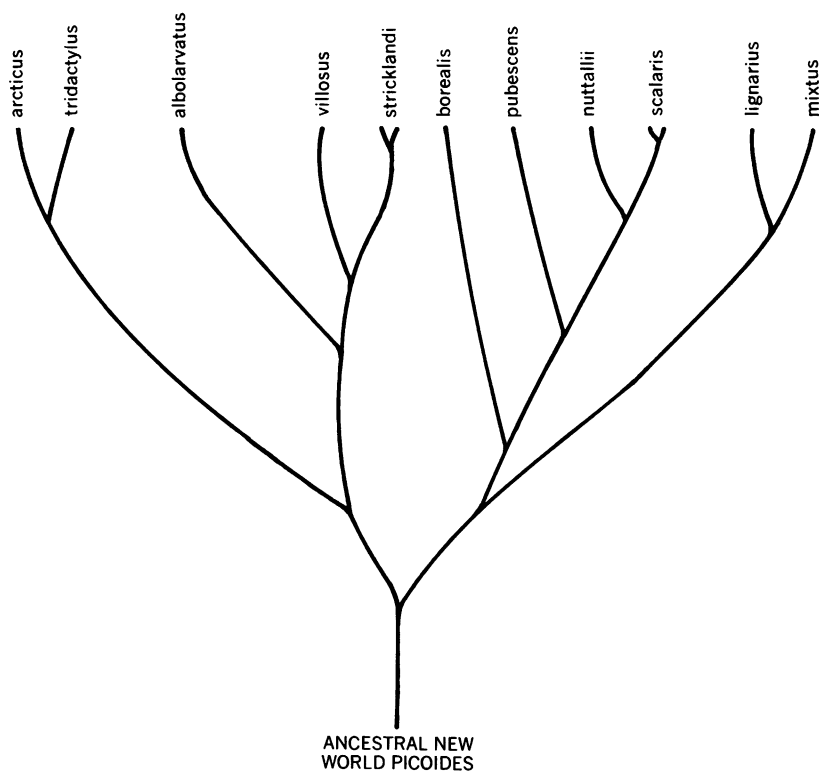 arcticus
tridactylus
albolarvatus
villosus
stricklandi
borealis
pubescens
nuttallii
scalaris
lignarius
mixtus
ANCESTRAL NEW
WORLD PICOIDES